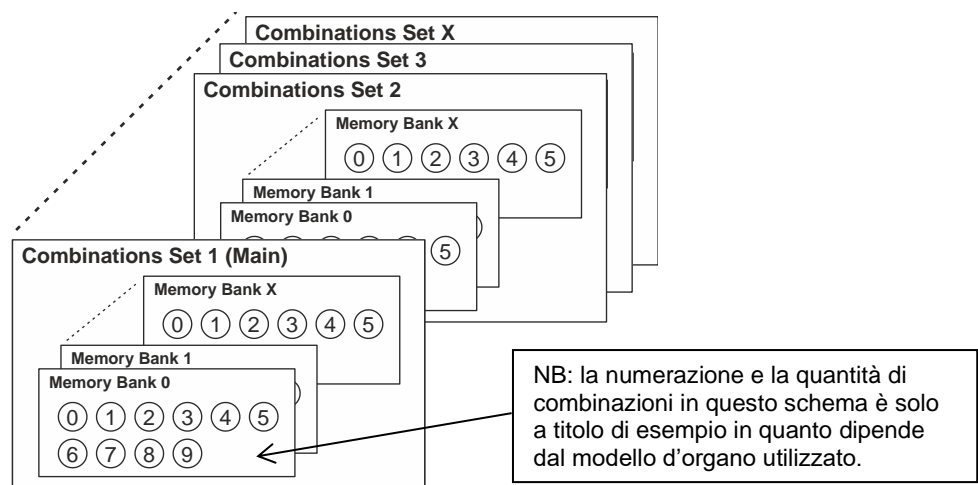 Combinations Set X
Combinations Set 3
Combinations Set 2
Memory Bank X
0 1 2 3 4 5
Memory Bank 1
Memory Bank 0
5
Combinations Set 1 (Main)
Memory Bank X
0 1 2 3 4 5
Memory Bank 1
Memory Bank 0
0 1 2 3 4 5
6 7 8 9
NB: la numerazione e la quantità di
combinazioni in questo schema è solo
a titolo di esempio in quanto dipende
dal modello d'organo utilizzato.